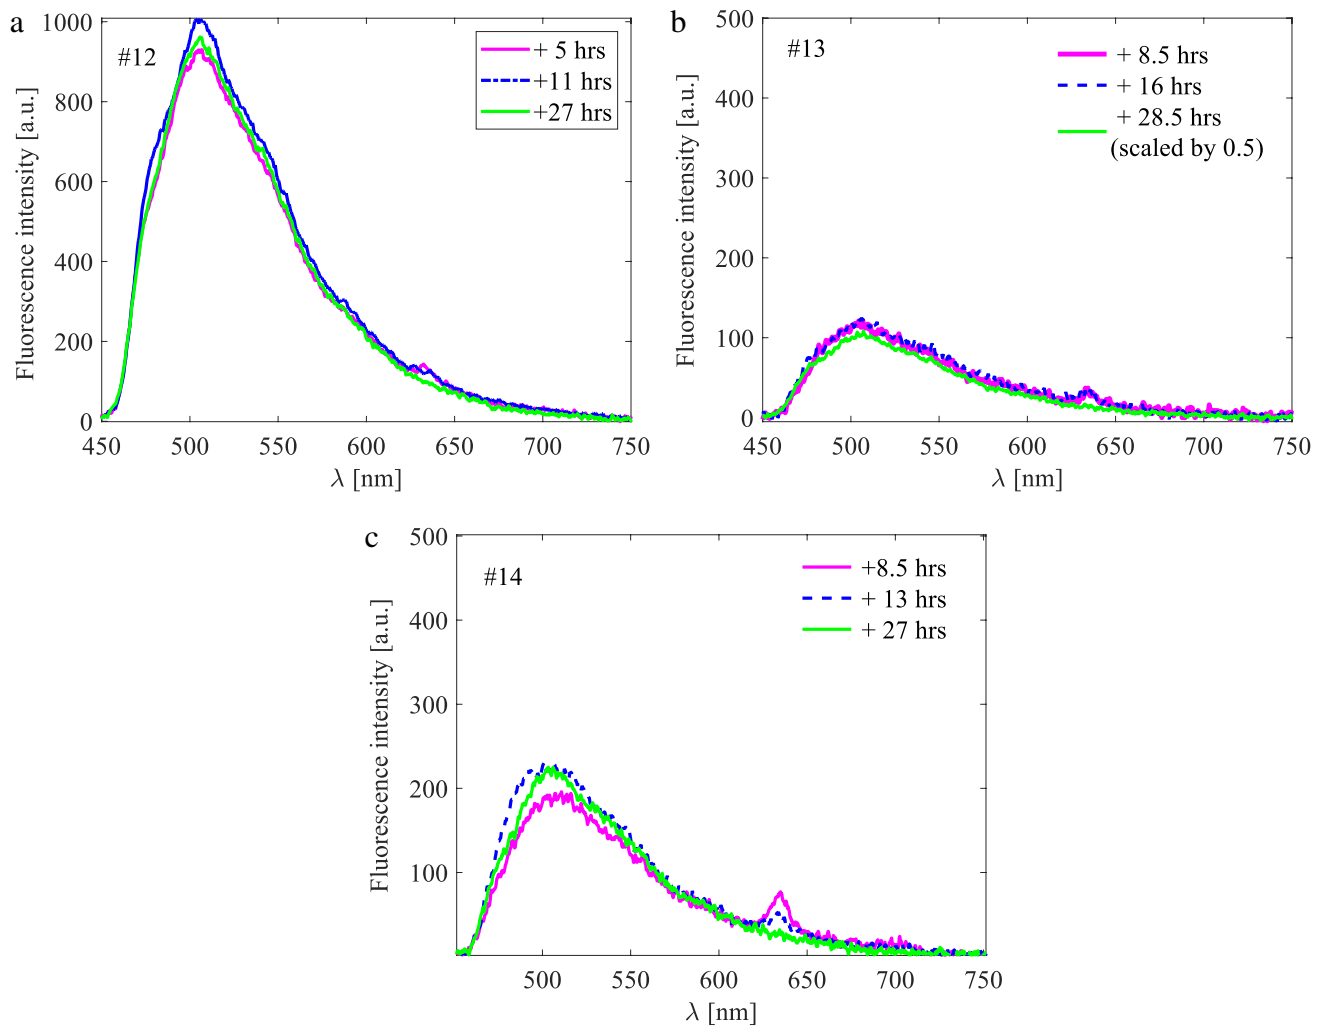 a
#12
+ 5 hrs
+11 hrs
+27 hrs
Fluorescence intensity [a.u.]
1000
800
600
400
200
0
450 500 550 600 650 700 750
λ [nm]
b
#13
+ 8.5 hrs
+ 16 hrs
+ 28.5 hrs
(scaled by 0.5)
Fluorescence intensity [a.u.]
500
400
300
200
100
0
450 500 550 600 650 700 750
λ [nm]
c
#14
+8.5 hrs
+ 13 hrs
+ 27 hrs
Fluorescence intensity [a.u.]
500
400
300
200
100
500 550 600 650 700 750
λ [nm]